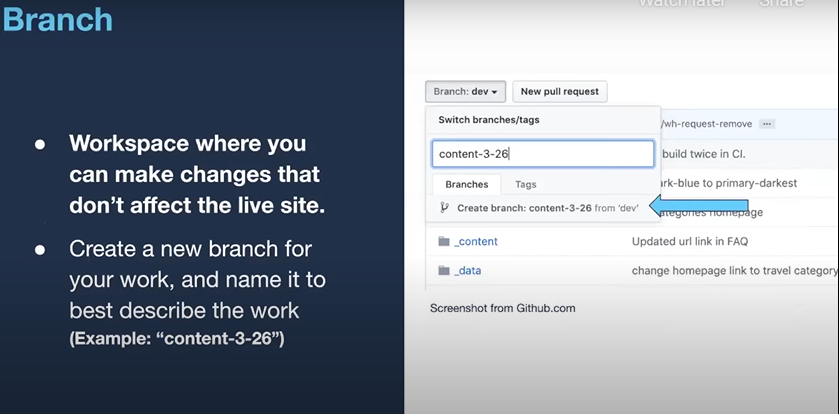 Watch later
Share
Branch
Workspace where you
can make changes that
don’t affect the live site.
Create a new branch for
your work, and name it to
best describe the work
(Example: “content-3-26”)
Branch: dev
New pull request
Switch branches/tags
/wh-request-remove
content-3-26
build twice in CI.
Branches
Tags
rk-blue to primary-darkest
Create branch: content-3-26 from ‘dev’
ategories homepage
_content
Updated url link in FAQ
_data
change homepage link to travel category
Screenshot from Github.com